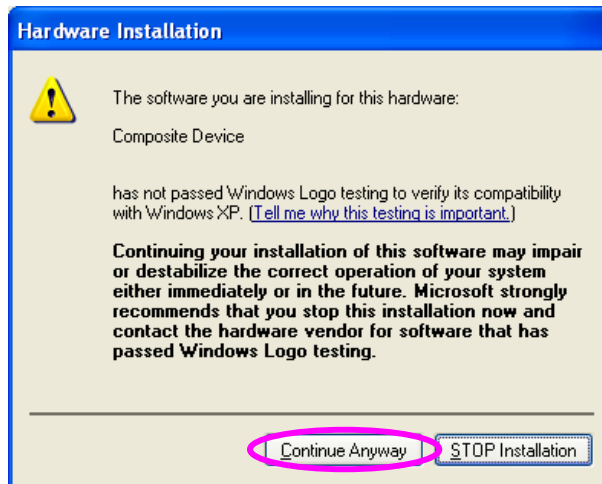 Hardware Installation
The software you are installing for this hardware:
Composite Device
has not passed Windows Logo testing to verify its compatibility
with Windows XP. (Tell me why this testing is important.)
Continuing your installation of this software may impair
or destabilize the correct operation of your system
either immediately or in the future. Microsoft strongly
recommends that you stop this installation now and
contact the hardware vendor for software that has
passed Windows Logo testing.
Continue Anyway
STOP Installation